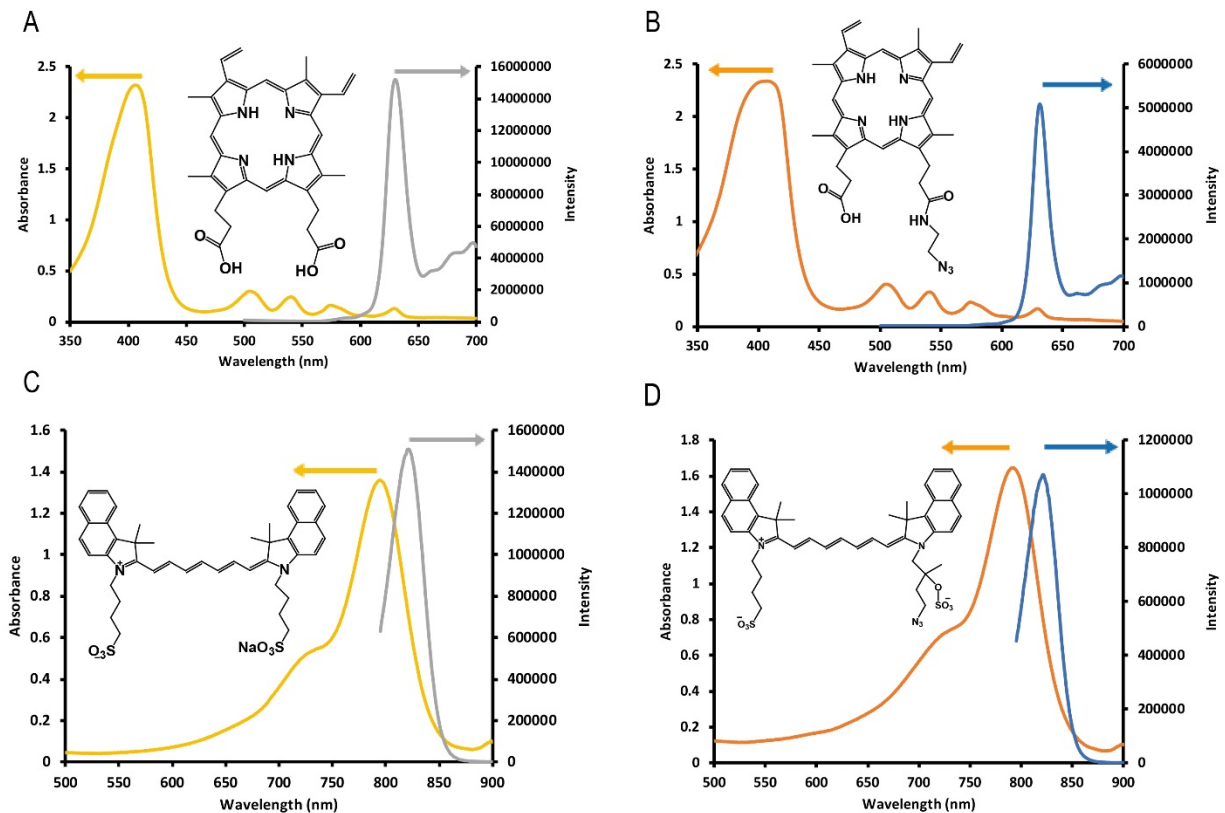 A
2.5
2
1.5
1
0.5
0
Absorbance
350 400 450 500 550 600 650 700
Wavelength (nm)
16000000
14000000
12000000
10000000
8000000
6000000
4000000
2000000
0
Intensity
NH N
N HN
O
OH
O
HO
B
2.5
2
1.5
1
0.5
0
Absorbance
350 400 450 500 550 600 650 700
Wavelength (nm)
6000000
5000000
4000000
3000000
2000000
1000000
0
Intensity
NH N
N HN
O
OH
O
HN
N3
C
1.6
1.4
1.2
1
0.8
0.6
0.4
0.2
0
Absorbance
500 550 600 650 700 750 800 850 900
Wavelength (nm)
1600000
1400000
1200000
1000000
800000
600000
400000
200000
0
Intensity
N+
N
O3S
NaO3S
D
1.8
1.6
1.4
1.2
1
0.8
0.6
0.4
0.2
0
Absorbance
500 550 600 650 700 750 800 850 900
Wavelength (nm)
1200000
1000000
800000
600000
400000
200000
0
Intensity
N+
N
O
SO3
N3
O3S